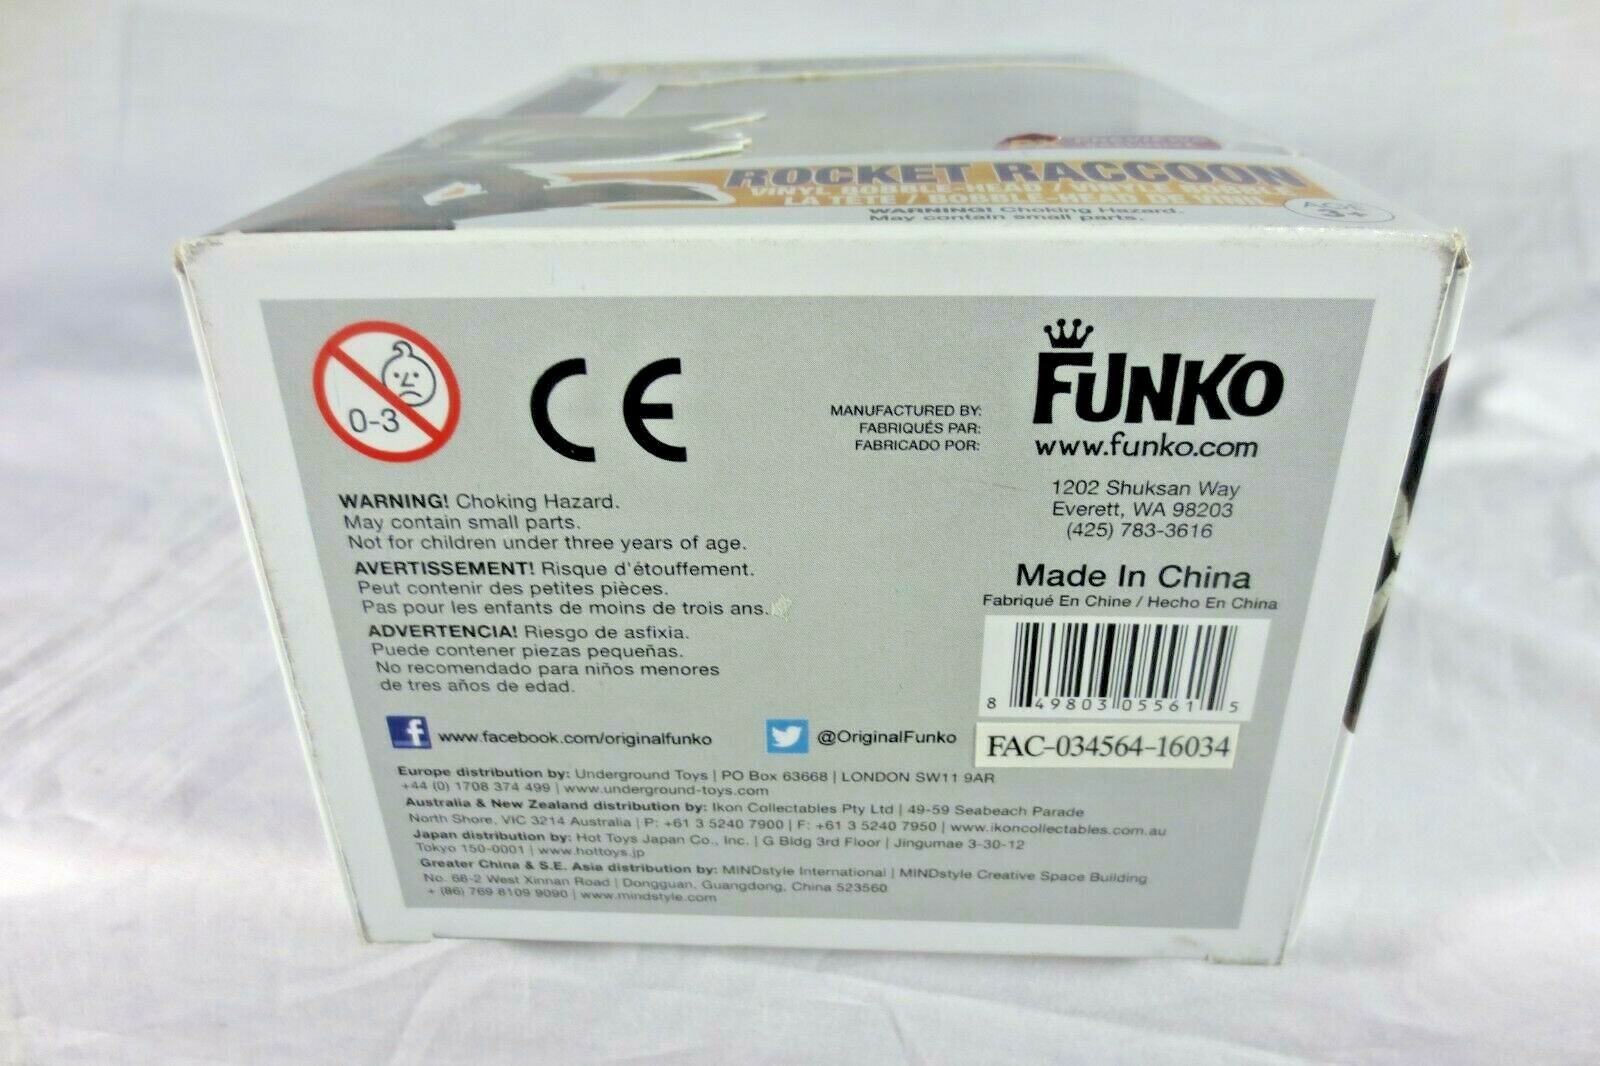 PREVIEWS
ROCKET RACCOON
VINYL BOBBLE-HEAD / VINYLE BOBBLE
LA TÊTE / BOBBLE-HEAD DE VINIL
WARNING! Choking Hazard.
May contain small parts.
AGE
3+
0-3
CE
MANUFACTURED BY:
FABRIQUÉS PAR:
FABRICADO POR:
FUNKO
www.funko.com
1202 Shuksan Way
Everett, WA 98203
(425) 783-3616
Made In China
Fabriqué En Chine / Hecho En China
WARNING! Choking Hazard.
May contain small parts.
Not for children under three years of age.
AVERTISSEMENT! Risque d'étouffement.
Peut contenir des petites pièces.
Pas pour les enfants de moins de trois ans.
ADVERTENCIA! Riesgo de asfixia.
Puede contener piezas pequeñas.
No recomendado para niños menores
de tres años de edad.
8 49803 05561 5
FAC-034564-16034
f www.facebook.com/originalfunko
@OriginalFunko
Europe distribution by: Underground Toys | PO Box 63668 | LONDON SW11 9AR
+44 (0) 1708 374 499 | www.underground-toys.com
Australia & New Zealand distribution by: Ikon Collectables Pty Ltd | 49-59 Seabeach Parade
North Shore, VIC 3214 Australia | P: +61 3 5240 7900 | F: +61 3 5240 7950 | www.ikoncollectables.com.au
Japan distribution by: Hot Toys Japan Co., Inc. | G Bldg 3rd Floor | Jingumae 3-30-12
Tokyo 150-0001 | www.hottoys.jp
Greater China & S.E. Asia distribution by: MINDstyle International | MINDstyle Creative Space Building
No. 66-2 West Xinnan Road | Dongguan, Guangdong, China 523560
+ (86) 769 8109 9090 | www.mindstyle.com